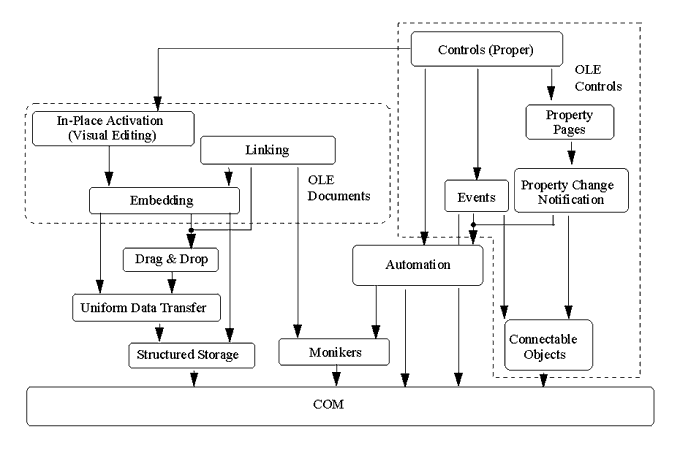 Controls (Proper)
OLE
Controls
In-Place Activation
(Visual Editing)
Property
Pages
Linking
OLE
Documents
Embedding
Events
Property Change
Notification
Drag & Drop
Automation
Uniform Data Transfer
Structured Storage
Monikers
Connectable
Objects
COM